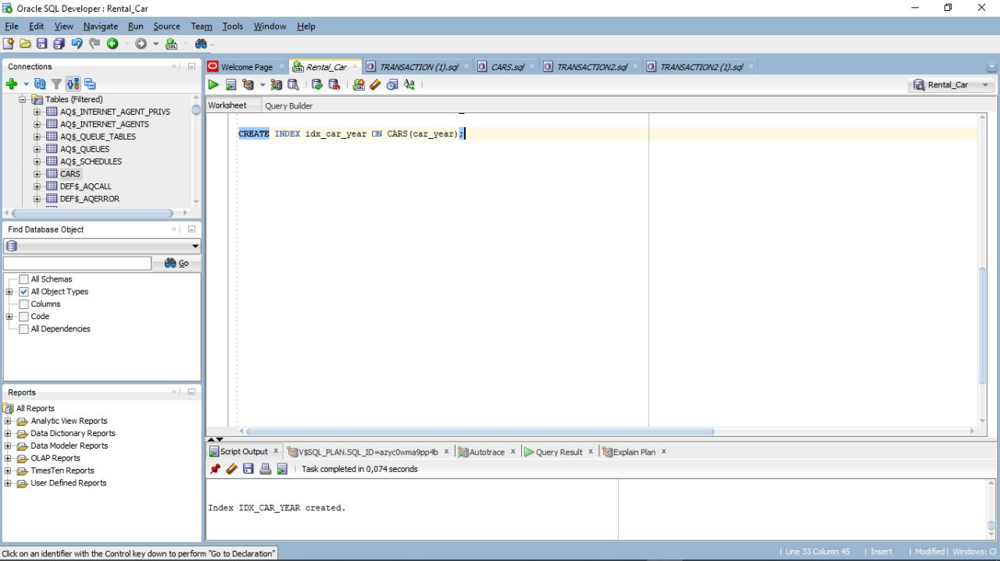 Oracle SQL Developer : Rental_Car
File Edit View Navigate Run Source Team Tools Window Help
Connections
Tables (Filtered)
AQ$_INTERNET_AGENT_PRIVS
AQ$_INTERNET_AGENTS
AQ$_QUEUE_TABLES
AQ$_QUEUES
AQ$_SCHEDULES
CARS
DEF$_AQCALL
DEF$_AQERROR
Find Database Object
Go
All Schemas
All Object Types
Columns
Code
All Dependencies
Reports
All Reports
Analytic View Reports
Data Dictionary Reports
Data Modeler Reports
OLAP Reports
TimesTen Reports
User Defined Reports
Welcome Page Rental_Car TRANSACTION (1).sql CARS.sql TRANSACTION2.sql TRANSACTION2 (1).sql
Rental_Car
Worksheet Query Builder
CREATE INDEX idx_car_year ON CARS(car_year);
Script Output V$SQL_PLAN.SQL_ID=azyc0wma9pp4b Autotrace Query Result Explain Plan
Task completed in 0,074 seconds
Index IDX_CAR_YEAR created.
Click on an identifier with the Control key down to perform "Go to Declaration"
Line 33 Column 45 | Insert | Modified | Windows: